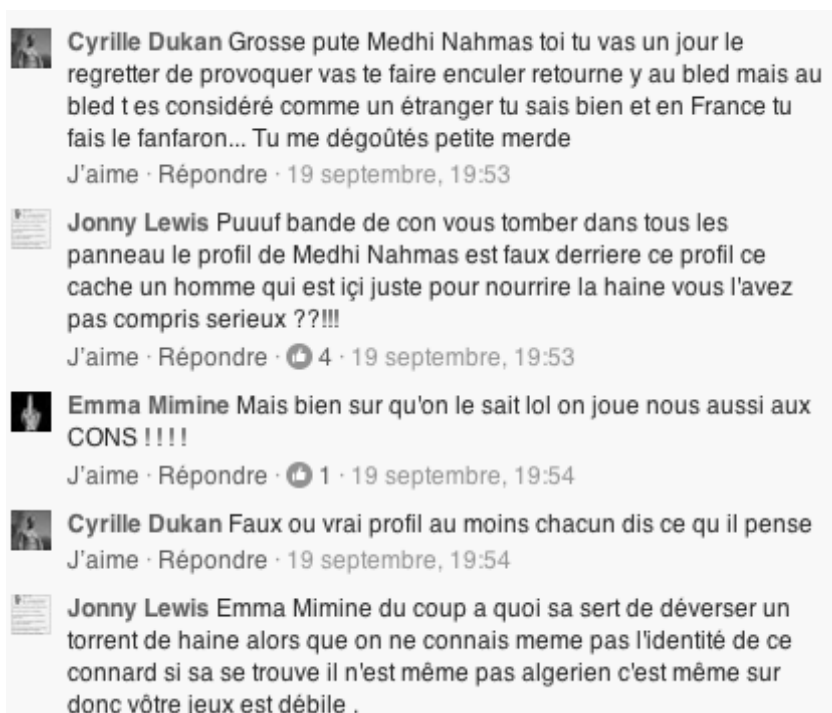 Cyrille Dukan Grosse pute Medhi Nahmas toi tu vas un jour le
regretter de provoquer vas te faire enculer retourne y au bled mais au
bled t es considéré comme un étranger tu sais bien et en France tu
fais le fanfaron... Tu me dégoûtés petite merde
J'aime · Répondre · 19 septembre, 19:53
Jonny Lewis Puuuf bande de con vous tomber dans tous les
panneau le profil de Medhi Nahmas est faux derriere ce profil ce
cache un homme qui est içi juste pour nourrire la haine vous l'avez
pas compris serieux ??!!!
J'aime · Répondre · 4 · 19 septembre, 19:53
Emma Mimine Mais bien sur qu'on le sait lol on joue nous aussi aux
CONS ! ! ! !
J'aime · Répondre · 1 · 19 septembre, 19:54
Cyrille Dukan Faux ou vrai profil au moins chacun dis ce qu il pense
J'aime · Répondre · 19 septembre, 19:54
Jonny Lewis Emma Mimine du coup a quoi sa sert de déverser un
torrent de haine alors que on ne connais meme pas l'identité de ce
connard si sa se trouve il n'est même pas algerien c'est même sur
donc vôtre jeux est débile .